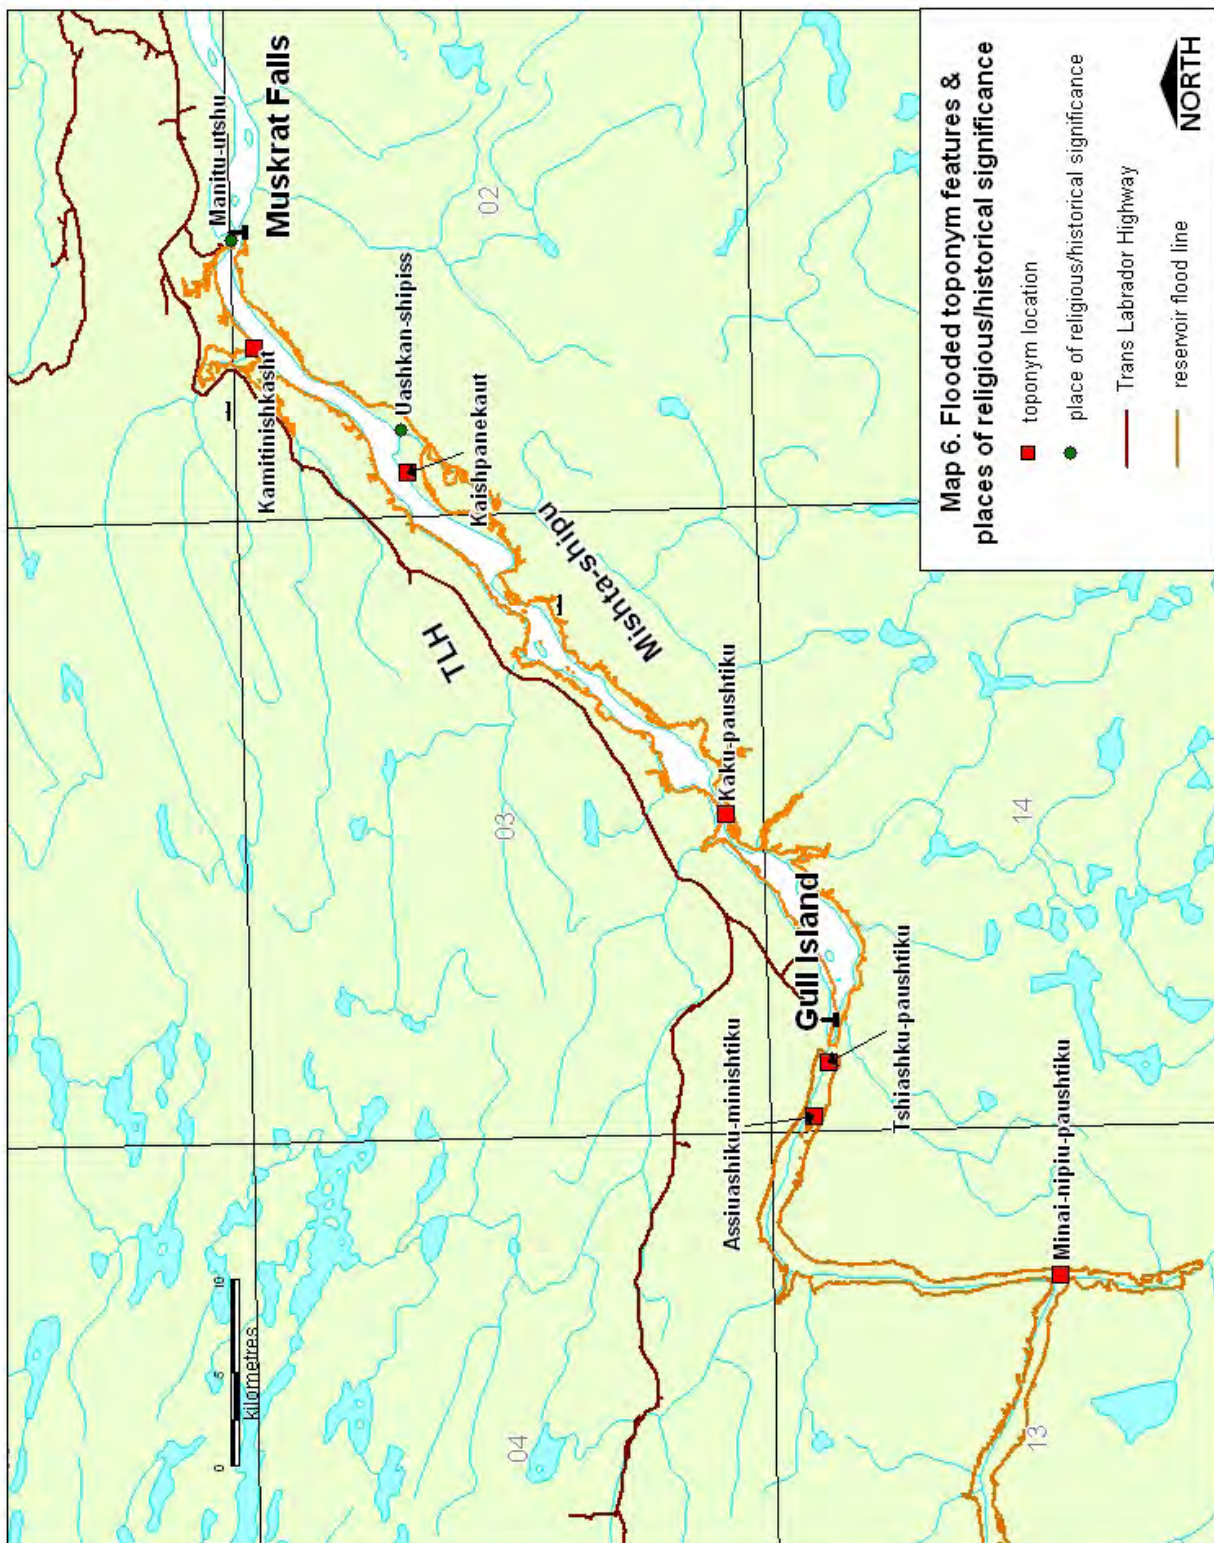 Manitu-utshu
Muskrat Falls
Kamitinishkasht
Uashkan-shipiss
Kaishpanekaut
02
TLH
Mishta-shipu
03
Kaku-paushtiku
Gull Island
14
Assiuashiku-minishtiku
Tshiashku-paushtiku
Minai-nipiu-paushtiku
04
13
0 5 10
kilometres
Map 6. Flooded toponym features &
places of religious/historical significance
toponym location
place of religious/historical significance
Trans Labrador Highway
reservoir flood line
NORTH